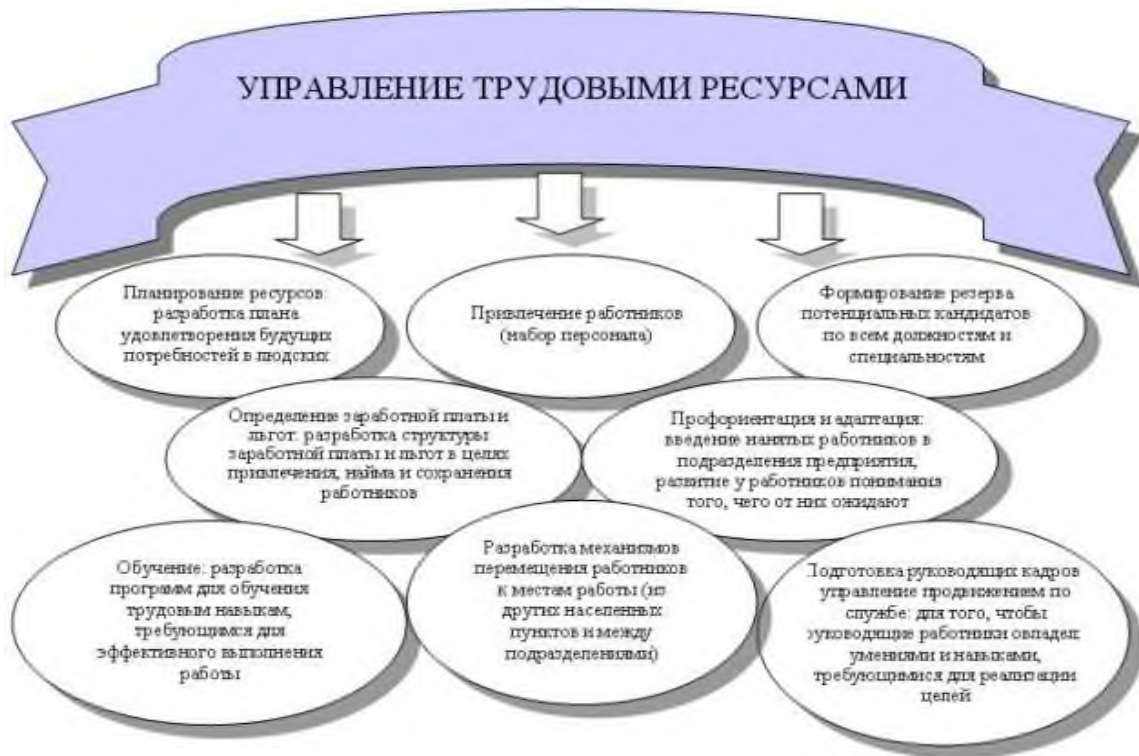 УПРАВЛЕНИЕ ТРУДОВЫМИ РЕСУРСАМИ
Планирование ресурсов:
разработка плана
удовлетворения будущих
потребностей в людских
Привлечение работников
(набор персонала)
Формирование резерва
потенциальных кандидатов
по всем должностям и
специальностям
Определение заработной платы и
льгот: разработка структуры
заработной платы и льгот в целях
привлечения, найма и сохранения
работников
Профориентация и адаптация:
введение нанятых работников в
подразделения предприятия,
развитие у работников понимания
того, чего от них ожидают
Обучение: разработка
программ для обучения
трудовым навыкам,
требующимся для
эффективного выполнения
работы
Разработка механизмов
перемещения работников
к местам работы (из
других населенных
пунктов и между
подразделениями)
Подготовка руководящих кадров
управление продвижением по
службе: для того, чтобы
руководящие работники овладел
умениями и навыками,
требующимися для реализации
целей